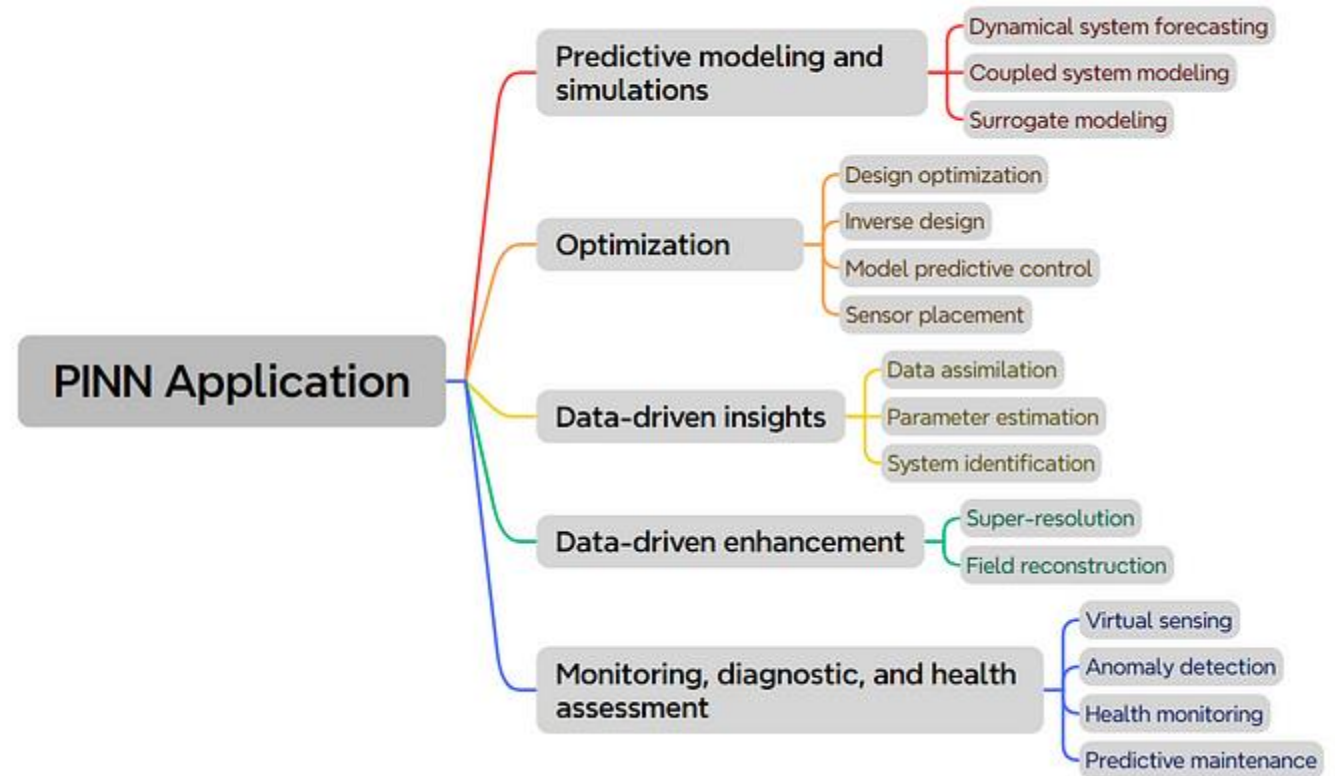 PINN Application
Predictive modeling and
simulations
Dynamical system forecasting
Coupled system modeling
Surrogate modeling
Optimization
Design optimization
Inverse design
Model predictive control
Sensor placement
Data-driven insights
Data assimilation
Parameter estimation
System identification
Data-driven enhancement
Super-resolution
Field reconstruction
Monitoring, diagnostic, and health
assessment
Virtual sensing
Anomaly detection
Health monitoring
Predictive maintenance